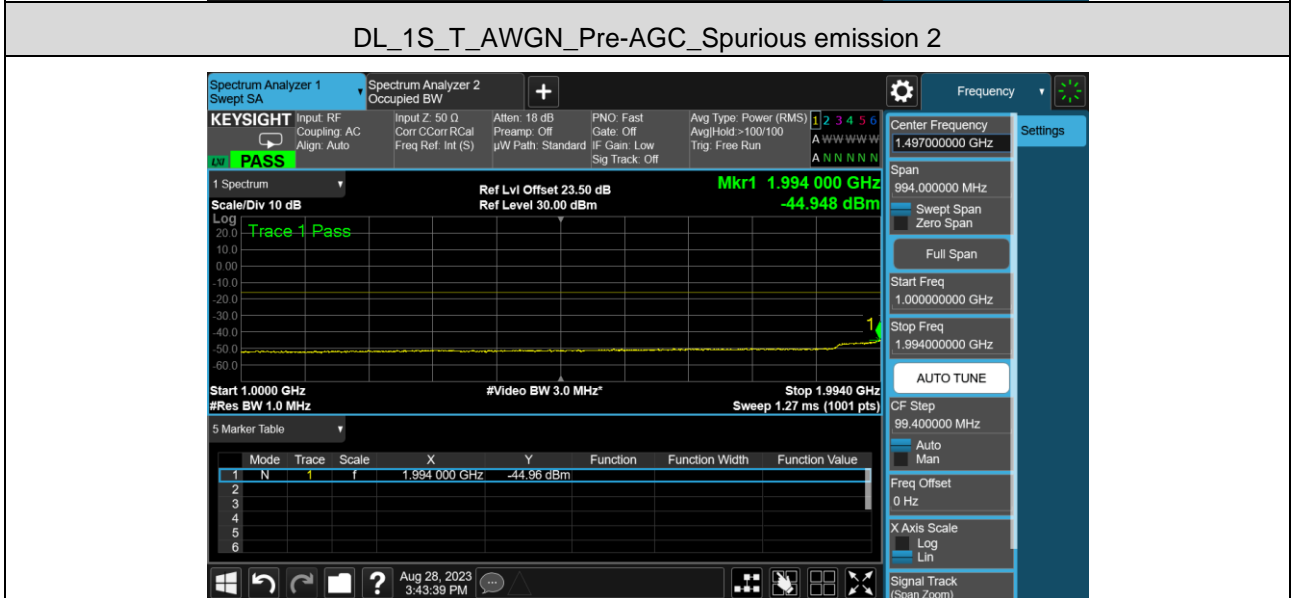 DL_1S_T_AWGN_Pre-AGC_Spurious emission 2
Spectrum Analyzer 1
Swept SA
Spectrum Analyzer 2
Occupied BW
Frequency
KEYSIGHT
Input: RF
Coupling: AC
Align: Auto
Input Z: 50 Ω
Corr CCorr RCal
Freq Ref: Int (S)
Atten: 18 dB
Preamp: Off
µW Path: Standard
PNO: Fast
Gate: Off
IF Gain: Low
Sig Track: Off
Avg Type: Power (RMS)
Avg|Hold:>100/100
Trig: Free Run
1 2 3 4 5 6
A W W W W W
A N N N N N
LXI PASS
1 Spectrum
Scale/Div 10 dB
Ref Lvl Offset 23.50 dB
Ref Level 30.00 dBm
Mkr1 1.994 000 GHz
-44.948 dBm
Log
Trace 1 Pass
20.0
10.0
0.00
-10.0
-20.0
-30.0
-40.0
-50.0
-60.0
1
Start 1.0000 GHz
#Video BW 3.0 MHz*
Stop 1.9940 GHz
#Res BW 1.0 MHz
Sweep 1.27 ms (1001 pts)
5 Marker Table
Mode Trace Scale X Y Function Function Width Function Value
1 N 1 f 1.994 000 GHz -44.96 dBm
2
3
4
5
6
Aug 28, 2023
3:43:39 PM
Center Frequency
1.497000000 GHz
Settings
Span
994.000000 MHz
Swept Span
Zero Span
Full Span
Start Freq
1.000000000 GHz
Stop Freq
1.994000000 GHz
AUTO TUNE
CF Step
99.400000 MHz
Auto
Man
Freq Offset
0 Hz
X Axis Scale
Log
Lin
Signal Track
(Span Zoom)